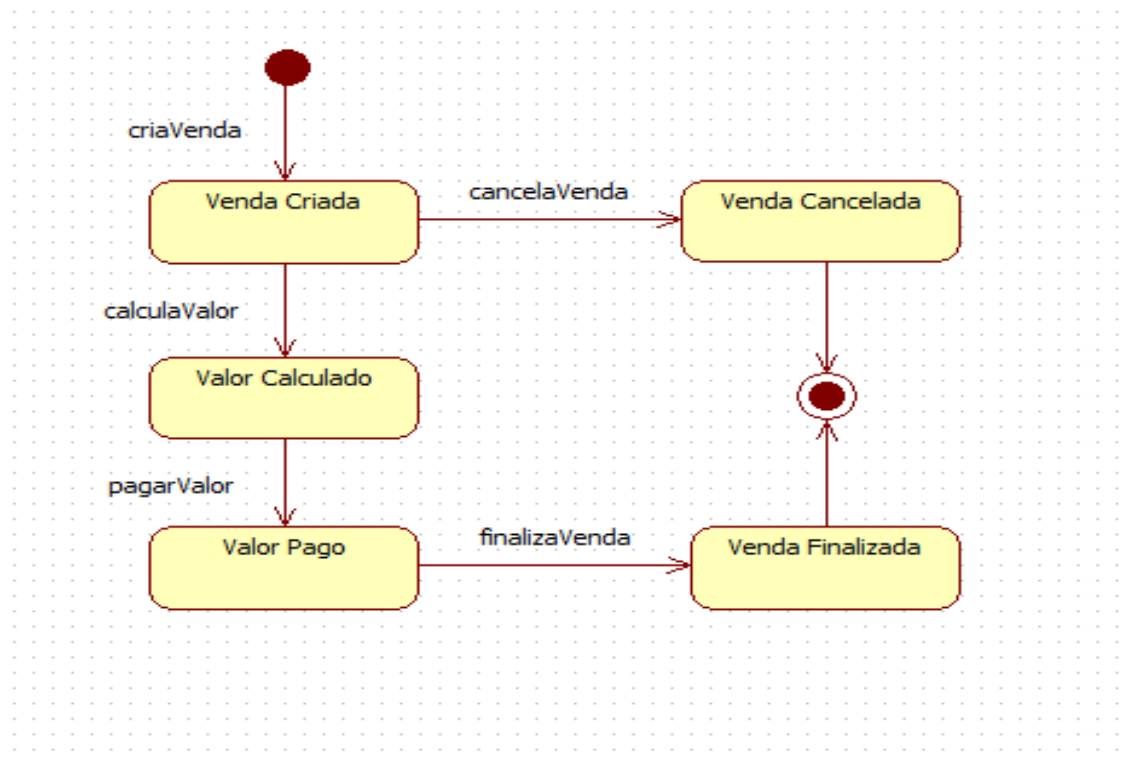 criaVenda
Venda Criada
cancelaVenda
Venda Cancelada
calculaValor
Valor Calculado
pagarValor
Valor Pago
finalizaVenda
Venda Finalizada